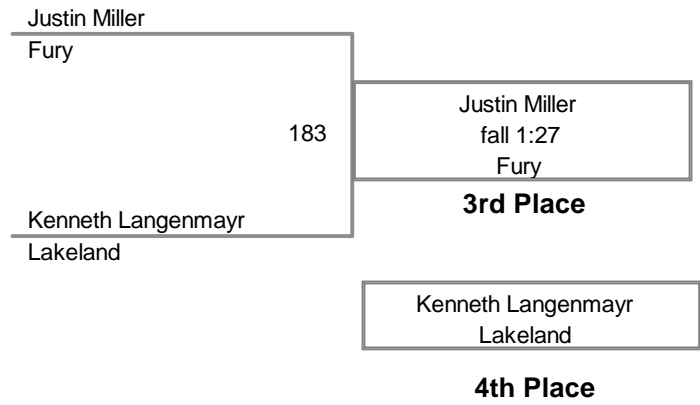 Justin Miller
Fury
183
Justin Miller
fall 1:27
Fury
3rd Place
Kenneth Langenmayr
Lakeland
Kenneth Langenmayr
Lakeland
4th Place